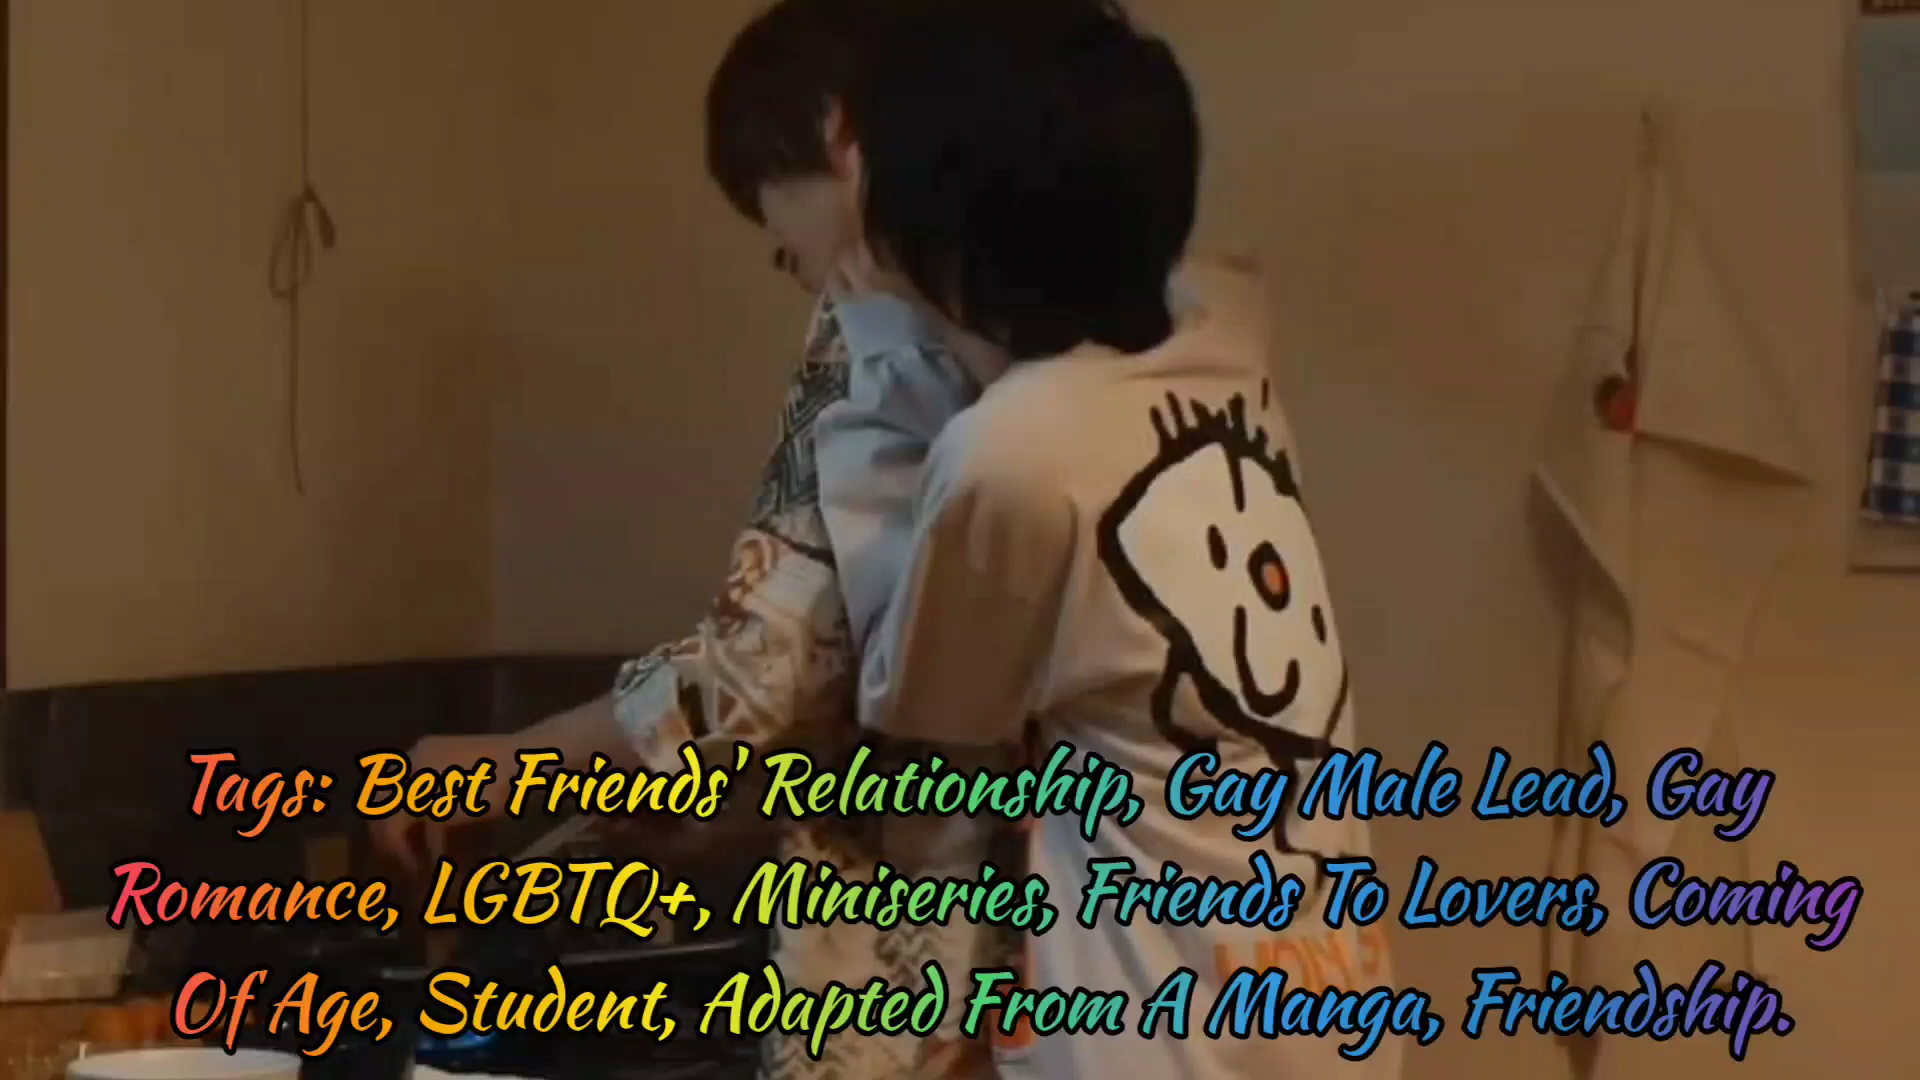 Tags: Best Friends' Relationship, Gay Male Lead, Gay
Romance, LGBTQ+, Miniseries, Friends To Lovers, Coming
Of Age, Student, Adapted From A Manga, Friendship.